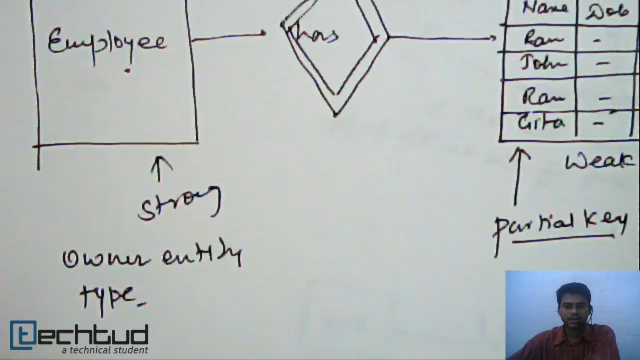 Name Dob
Employee
has
Ram -
John -
Ram -
Gita -
Strong
Weak
Partial key
Owner entity
type
techtud
a technical student